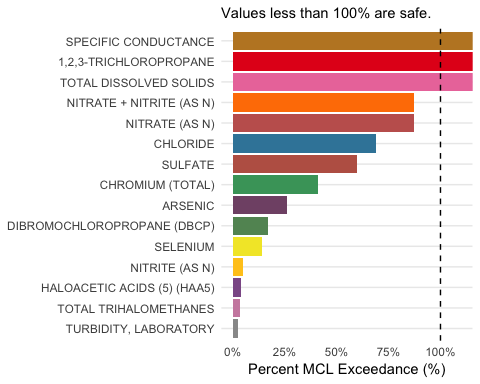 Values less than 100% are safe.
SPECIFIC CONDUCTANCE
1,2,3-TRICHLOROPROPANE
TOTAL DISSOLVED SOLIDS
NITRATE + NITRITE (AS N)
NITRATE (AS N)
CHLORIDE
SULFATE
CHROMIUM (TOTAL)
ARSENIC
DIBROMOCHLOROPROPANE (DBCP)
SELENIUM
NITRITE (AS N)
HALOACETIC ACIDS (5) (HAA5)
TOTAL TRIHALOMETHANES
TURBIDITY, LABORATORY
0% 25% 50% 75% 100%
Percent MCL Exceedance (%)